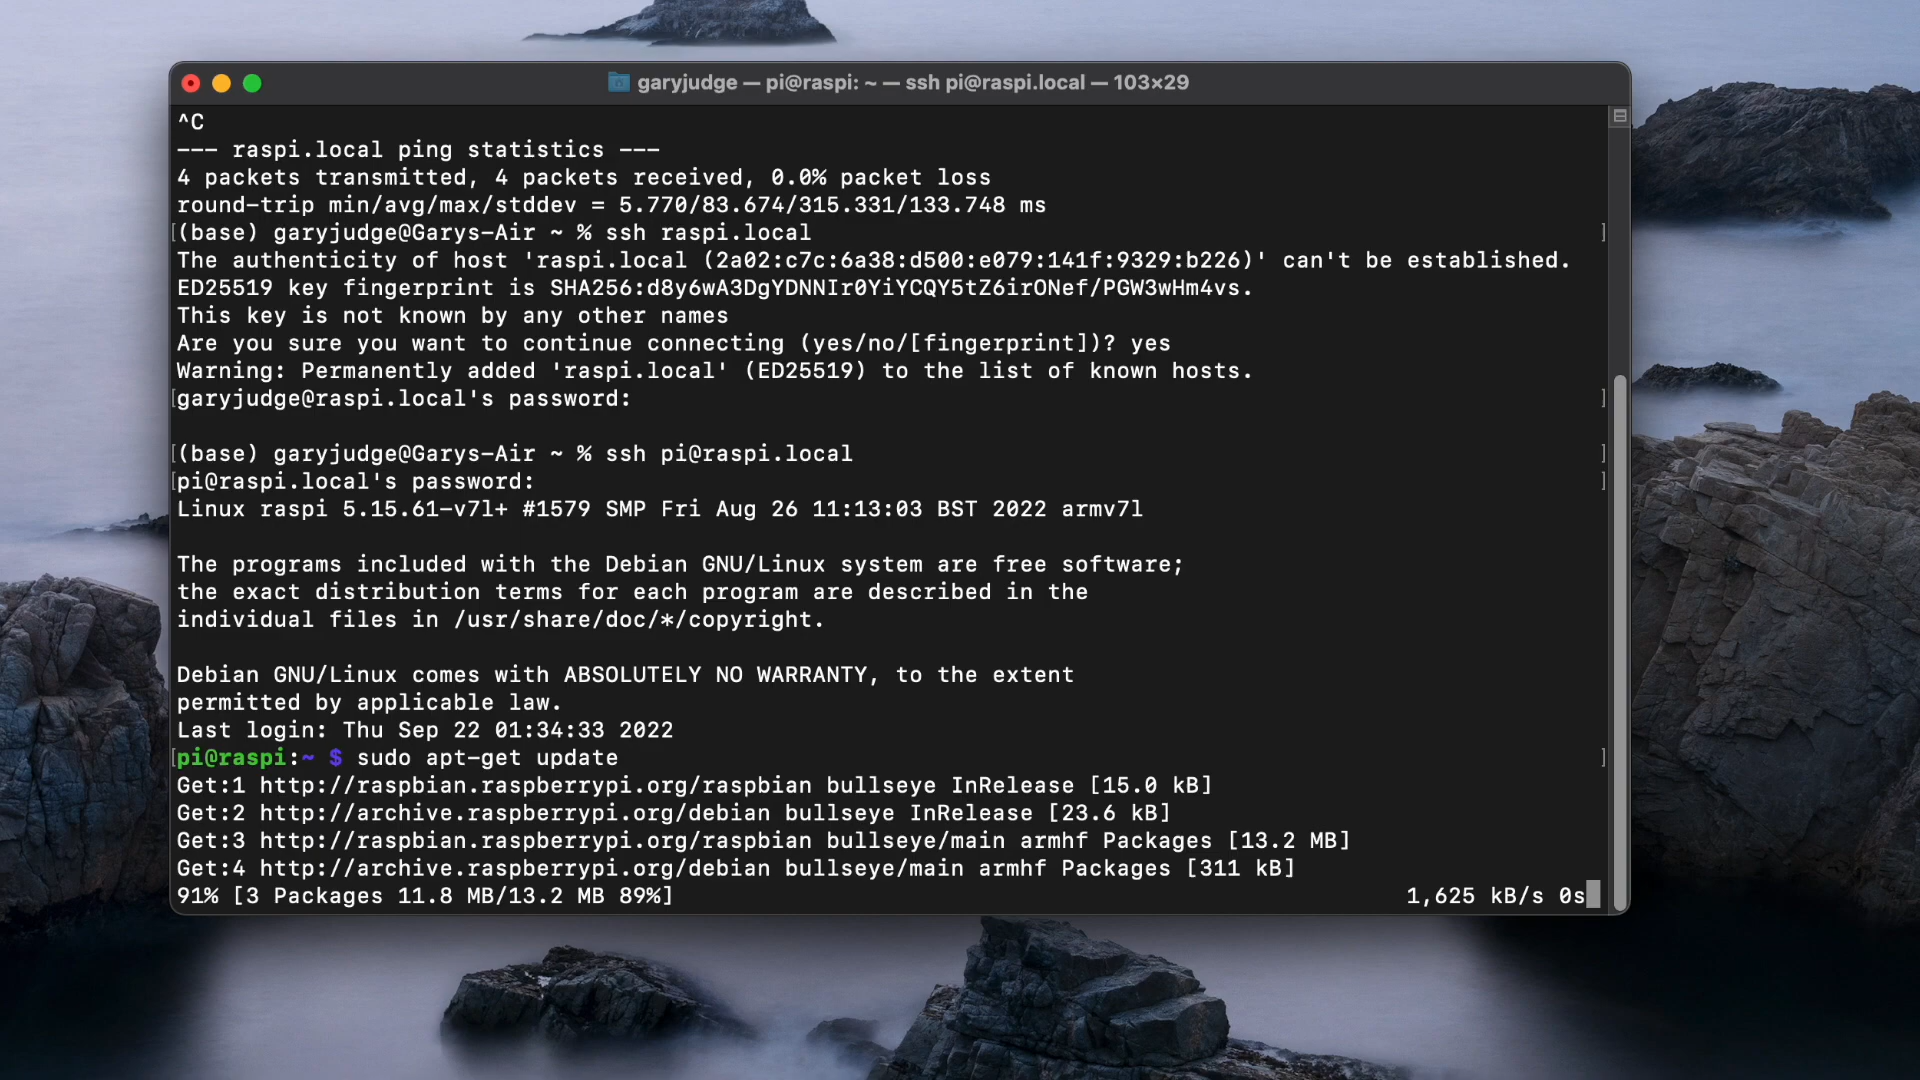 garyjudge — pi@raspi: ~ — ssh pi@raspi.local — 103×29
^C
--- raspi.local ping statistics ---
4 packets transmitted, 4 packets received, 0.0% packet loss
round-trip min/avg/max/stddev = 5.770/83.674/315.331/133.748 ms
[(base) garyjudge@Garys-Air ~ % ssh raspi.local ]
The authenticity of host 'raspi.local (2a02:c7c:6a38:d500:e079:141f:9329:b226)' can't be established.
ED25519 key fingerprint is SHA256:d8y6wA3DgYDNNIr0YiYCQY5tZ6irONef/PGW3wHm4vs.
This key is not known by any other names
Are you sure you want to continue connecting (yes/no/[fingerprint])? yes
Warning: Permanently added 'raspi.local' (ED25519) to the list of known hosts.
[garyjudge@raspi.local's password: ]
[(base) garyjudge@Garys-Air ~ % ssh pi@raspi.local ]
[pi@raspi.local's password: ]
Linux raspi 5.15.61-v7l+ #1579 SMP Fri Aug 26 11:13:03 BST 2022 armv7l
The programs included with the Debian GNU/Linux system are free software;
the exact distribution terms for each program are described in the
individual files in /usr/share/doc/*/copyright.
Debian GNU/Linux comes with ABSOLUTELY NO WARRANTY, to the extent
permitted by applicable law.
Last login: Thu Sep 22 01:34:33 2022
[pi@raspi:~ $ sudo apt-get update ]
Get:1 http://raspbian.raspberrypi.org/raspbian bullseye InRelease [15.0 kB]
Get:2 http://archive.raspberrypi.org/debian bullseye InRelease [23.6 kB]
Get:3 http://raspbian.raspberrypi.org/raspbian bullseye/main armhf Packages [13.2 MB]
Get:4 http://archive.raspberrypi.org/debian bullseye/main armhf Packages [311 kB]
91% [3 Packages 11.8 MB/13.2 MB 89%] 1,625 kB/s 0s